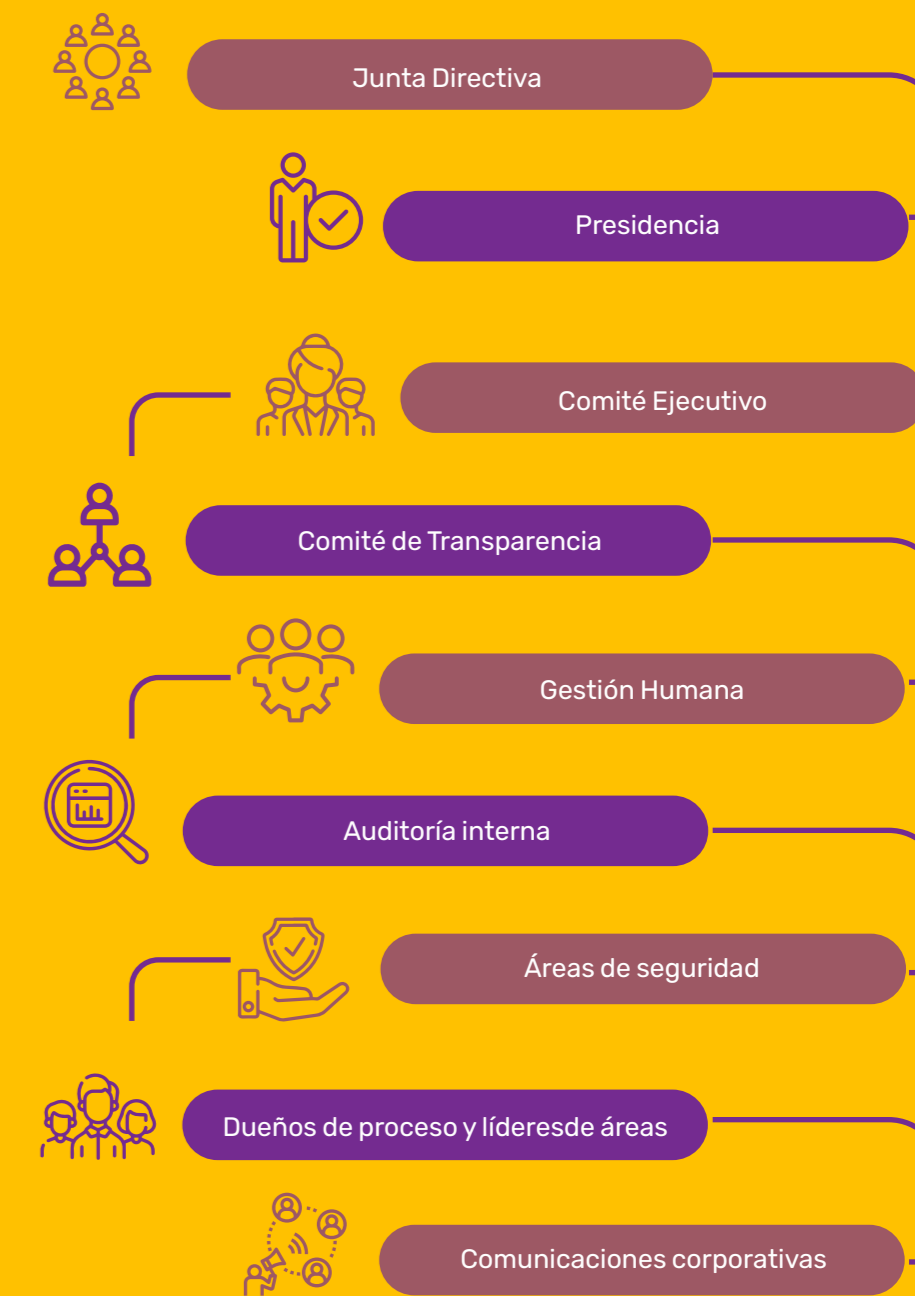 Junta Directiva
Presidencia
Comité Ejecutivo
Comité de Transparencia
Gestión Humana
Auditoría interna
Áreas de seguridad
Dueños de proceso y líderesde áreas
Comunicaciones corporativas